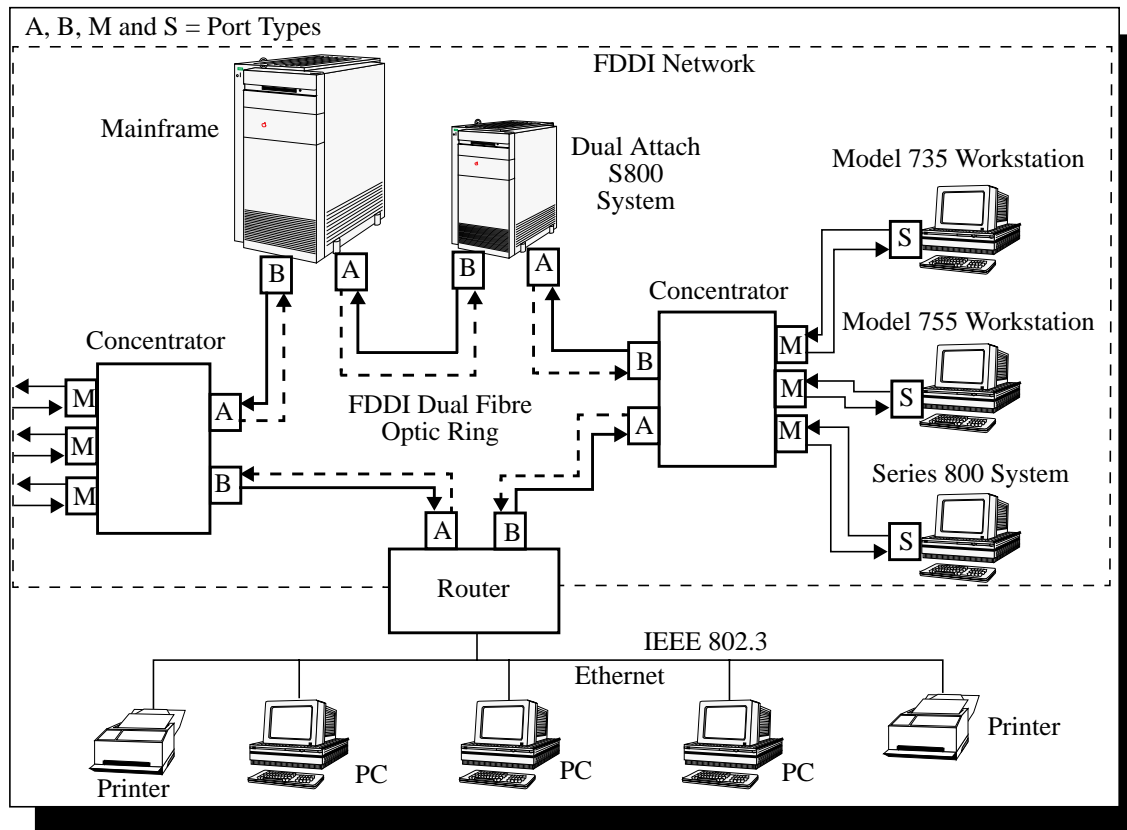 A, B, M and S = Port Types
FDDI Network
Mainframe
Dual Attach
S800
System
Model 735 Workstation
S
B
A
B
A
Concentrator
M
Model 755 Workstation
Concentrator
B
M
S
M
A
FDDI Dual Fibre
Optic Ring
A
M
M
Series 800 System
M
B
A
B
S
Router
IEEE 802.3
Ethernet
Printer
PC
PC
PC
Printer